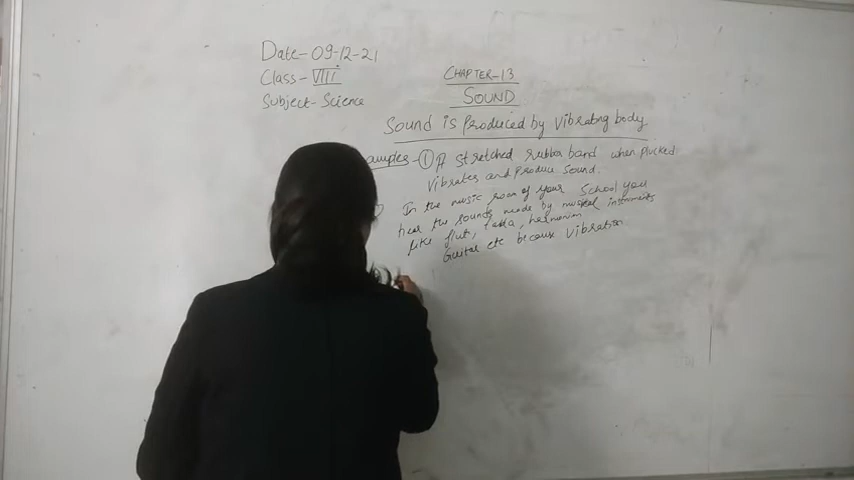 Date-09-12-21
Class-VIII
Subject-Science
CHAPTER-13
SOUND
Sound is Produced by Vibrating body
amples-① A stretched rubber band when plucked
Vibrates and Produce Sound.
In the music room of your School you
hear the sounds made by musical instruments
like flut, tabla, harmonium
Guitar etc because Vibration